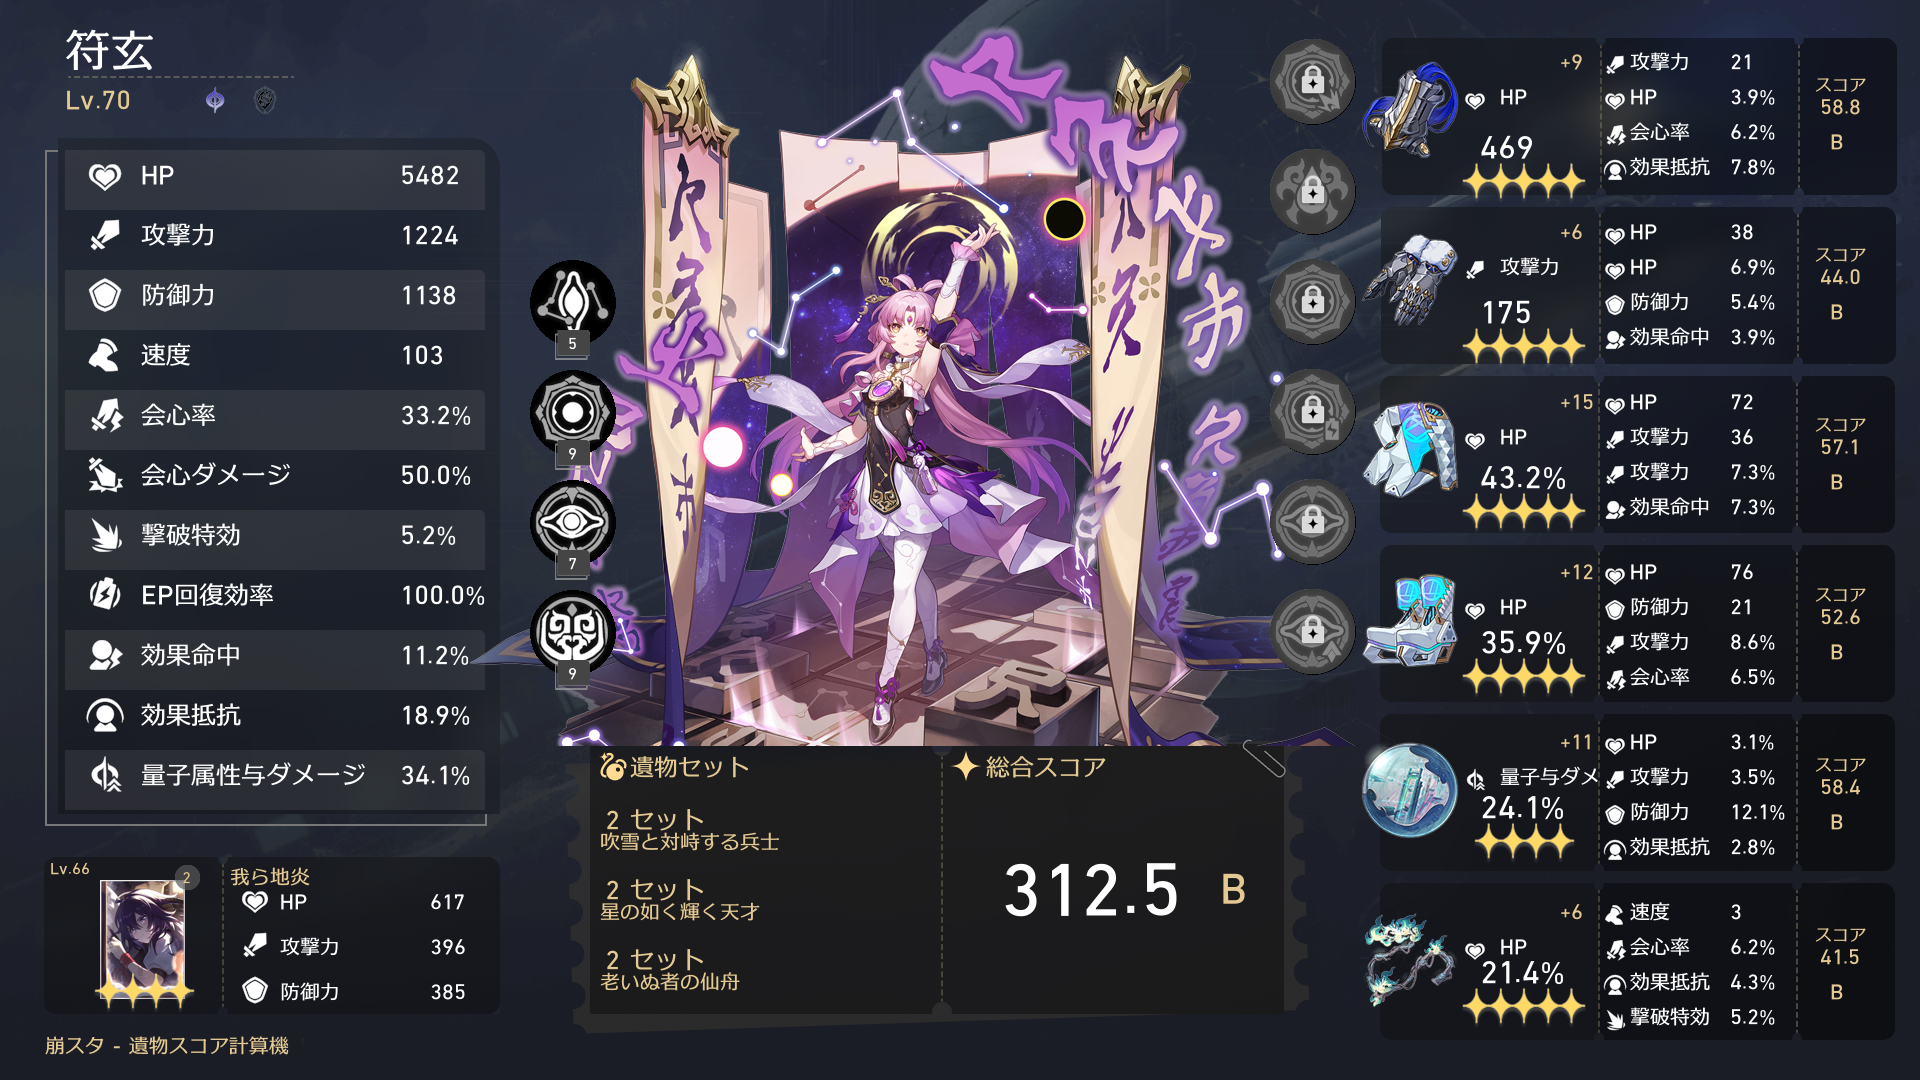 符玄
Lv.70
HP 5482
攻撃力 1224
防御力 1138
速度 103
会心率 33.2%
会心ダメージ 50.0%
撃破特効 5.2%
EP回復効率 100.0%
効果命中 11.2%
効果抵抗 18.9%
量子属性与ダメージ 34.1%
Lv.66
2
我ら地炎
HP 617
攻撃力 396
防御力 385
崩スタ - 遺物スコア計算機
5
9
7
9
遺物セット
2 セット
吹雪と対峙する兵士
2 セット
星の如く輝く天才
2 セット
老いぬ者の仙舟
総合スコア
312.5 B
+9
HP
469
攻撃力 21
HP 3.9%
会心率 6.2%
効果抵抗 7.8%
スコア
58.8
B
+6
攻撃力
175
HP 38
HP 6.9%
防御力 5.4%
効果命中 3.9%
スコア
44.0
B
+15
HP
43.2%
HP 72
攻撃力 36
攻撃力 7.3%
効果命中 7.3%
スコア
57.1
B
+12
HP
35.9%
HP 76
防御力 21
攻撃力 8.6%
会心率 6.5%
スコア
52.6
B
+11
量子与ダメ
24.1%
HP 3.1%
攻撃力 3.5%
防御力 12.1%
効果抵抗 2.8%
スコア
58.4
B
+6
HP
21.4%
速度 3
会心率 6.2%
効果抵抗 4.3%
撃破特効 5.2%
スコア
41.5
B